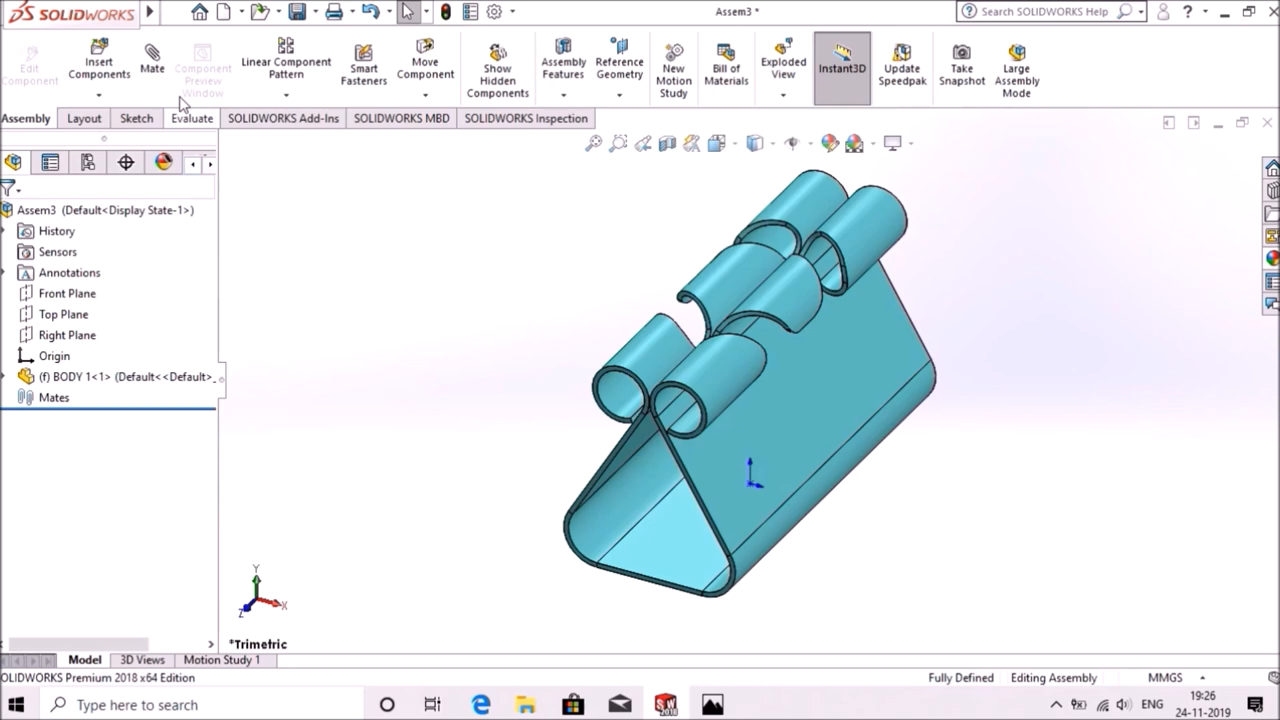 SOLIDWORKS
Assem3 *
Search SOLIDWORKS Help
?
Edit Component
Insert Components
Mate
Component Preview Window
Linear Component Pattern
Smart Fasteners
Move Component
Show Hidden Components
Assembly Features
Reference Geometry
New Motion Study
Bill of Materials
Exploded View
Instant3D
Update Speedpak
Take Snapshot
Large Assembly Mode
Assembly
Layout
Sketch
Evaluate
SOLIDWORKS Add-Ins
SOLIDWORKS MBD
SOLIDWORKS Inspection
Assem3 (Default<Display State-1>)
History
Sensors
Annotations
Front Plane
Top Plane
Right Plane
Origin
(f) BODY 1<1> (Default<<Default>_
Mates
Y
X
Z
*Trimetric
Model
3D Views
Motion Study 1
OLIDWORKS Premium 2018 x64 Edition
Fully Defined
Editing Assembly
MMGS
Type here to search
SW
2018
ENG
19:26
24-11-2019